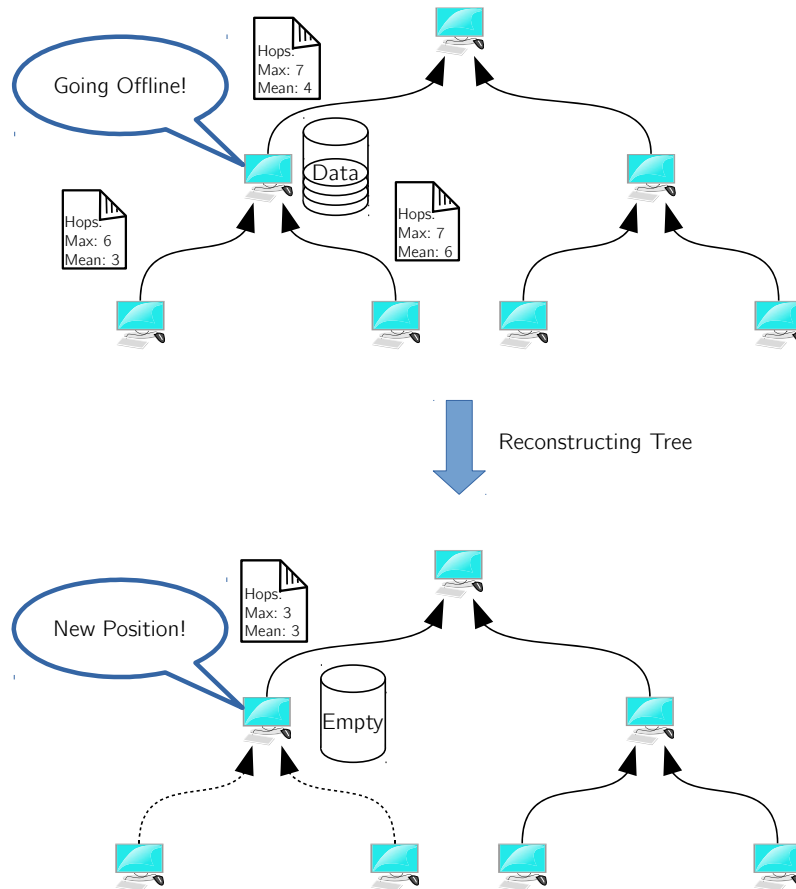 Hops:
Max: 7
Mean: 4
Going Offline!
Data
Hops:
Max: 6
Mean: 3
Hops:
Max: 7
Mean: 6
Reconstructing Tree
Hops:
Max: 3
Mean: 3
New Position!
Empty